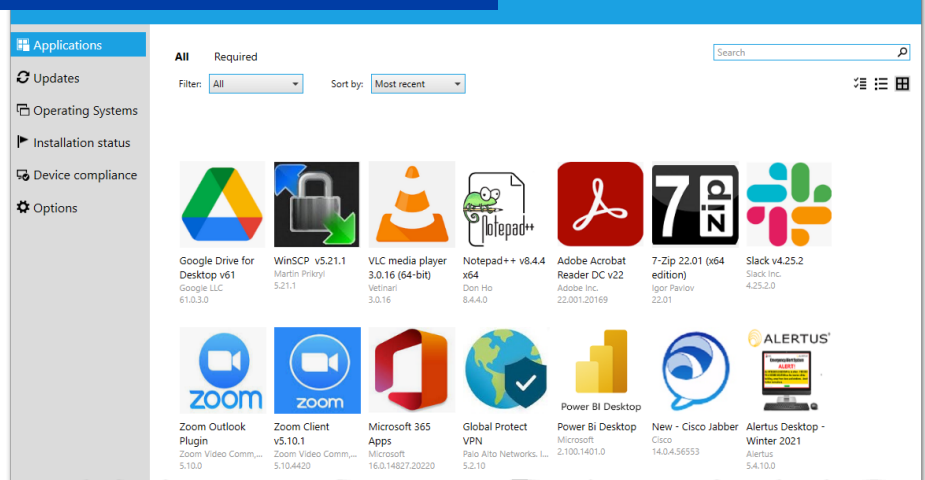 Applications
Updates
Operating Systems
Installation status
Device compliance
Options
All Required
Search
Filter: All Sort by: Most recent
Notepad++
7 zip
Google Drive for
Desktop v61
Google LLC
61.0.3.0
WinSCP v5.21.1
Martin Prikryl
5.21.1
VLC media player
3.0.16 (64-bit)
Vetinari
3.0.16
Notepad++ v8.4.4
x64
Don Ho
8.4.4.0
Adobe Acrobat
Reader DC v22
Adobe Inc.
22.001.20169
7-Zip 22.01 (x64
edition)
Igor Pavlov
22.01
Slack v4.25.2
Slack Inc.
4.25.2.0
zoom
zoom
Power BI Desktop
ALERTUS
Emergency Alert System
ALERT!
Zoom Outlook
Plugin
Zoom Video Comm,...
5.10.0
Zoom Client
v5.10.1
Zoom Video Comm,...
5.10.4420
Microsoft 365
Apps
Microsoft
16.0.14827.20220
Global Protect
VPN
Palo Alto Networks. I...
5.2.10
Power Bi Desktop
Microsoft
2.100.1401.0
New - Cisco Jabber
Cisco
14.0.4.56553
Alertus Desktop -
Winter 2021
Alertus
5.4.10.0